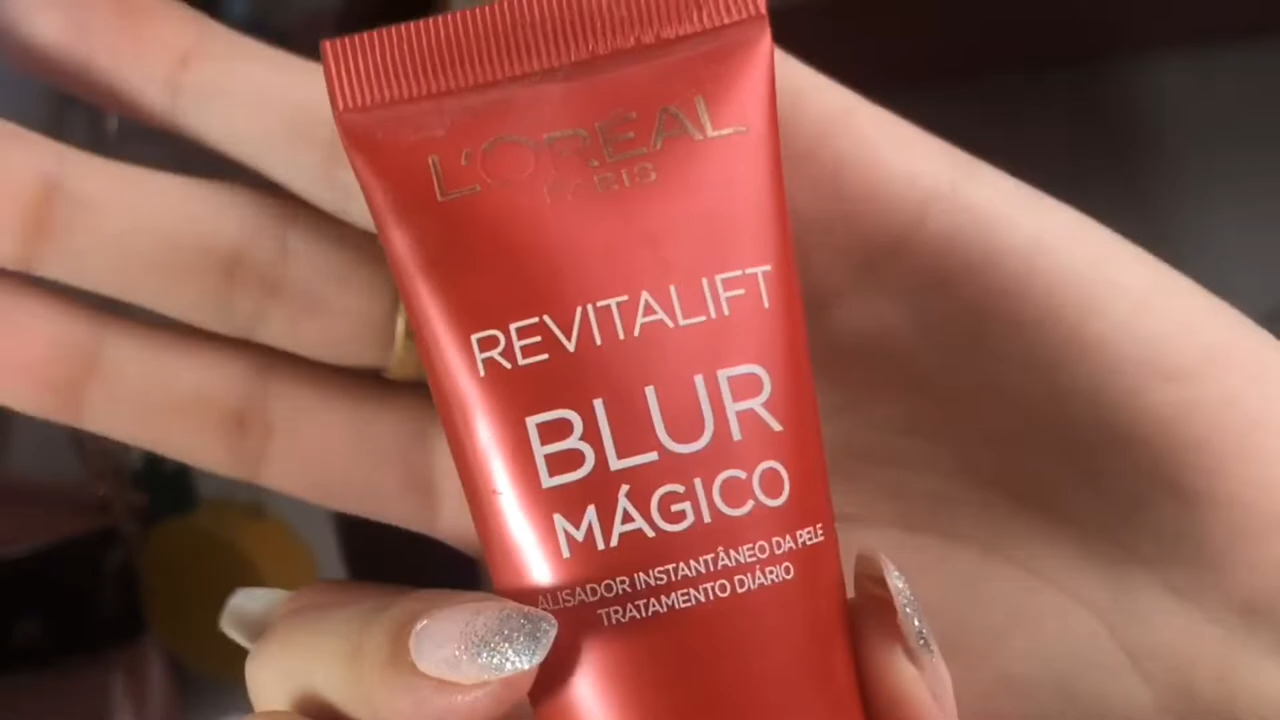 L'ORÉAL
PARIS
REVITALIFT
BLUR
MÁGICO
ALISADOR INSTANTÂNEO DA PELE
TRATAMENTO DIÁRIO